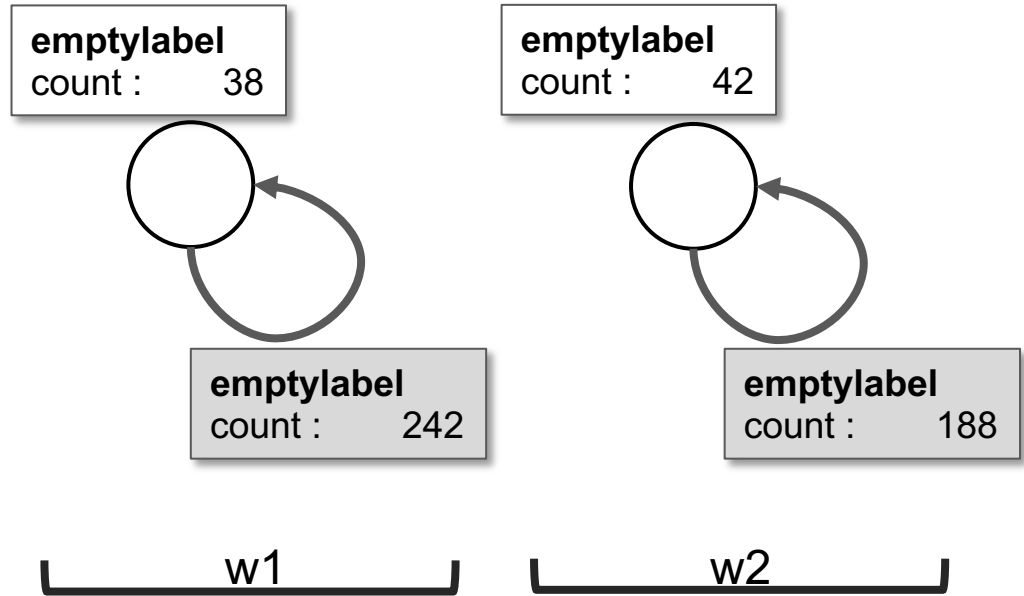 emptylabel
count : 38
emptylabel
count : 42
emptylabel
count : 242
emptylabel
count : 188
w1
w2